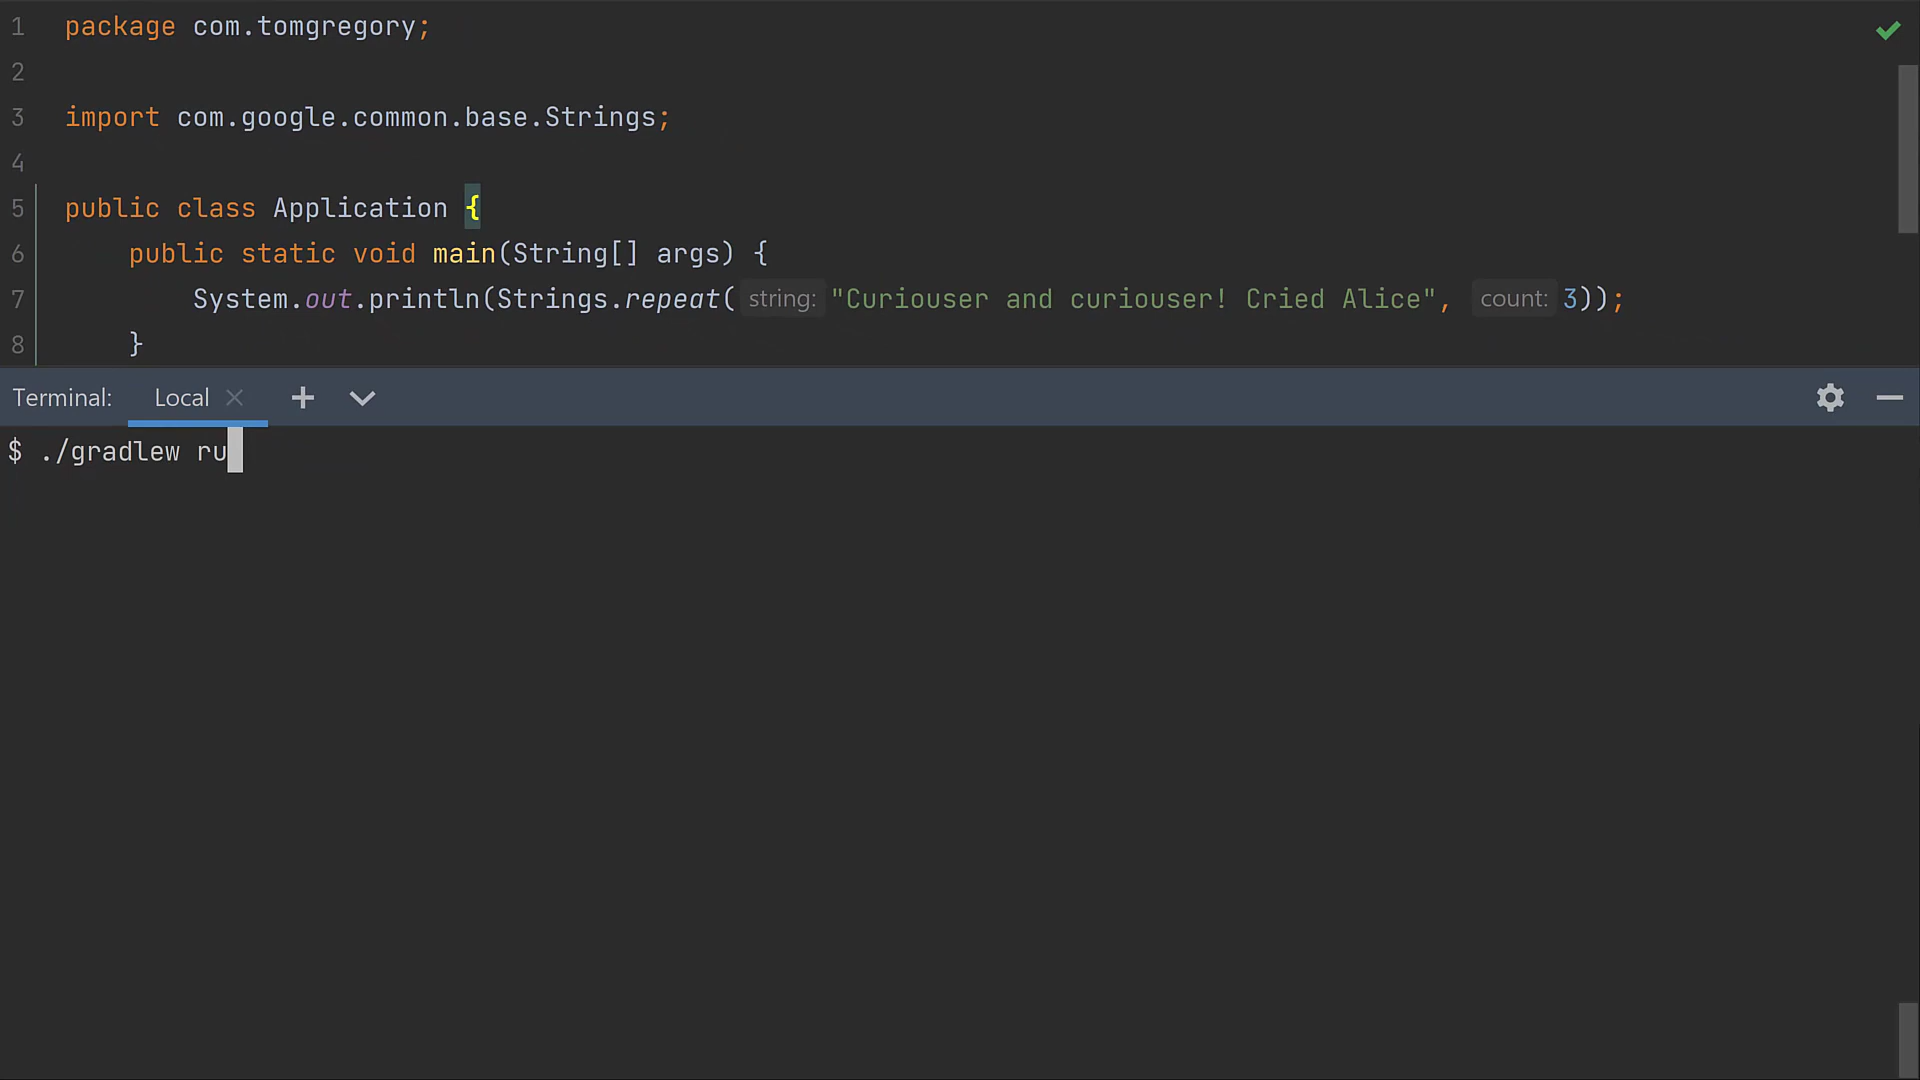 1 package com.tomgregory;
2
3 import com.google.common.base.Strings;
4
5 public class Application {
6 public static void main(String[] args) {
7 System.out.println(Strings.repeat( string: "Curiouser and curiouser! Cried Alice", count: 3));
8 }
Terminal: Local
$ ./gradlew ru